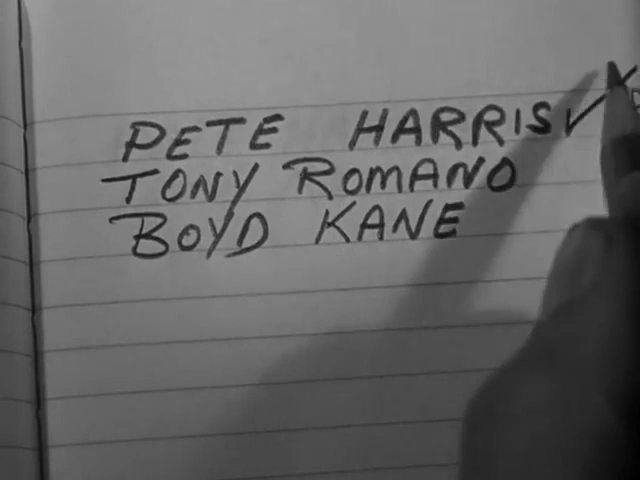 PETE HARRIS ✓
TONY ROMANO
BOYD KANE